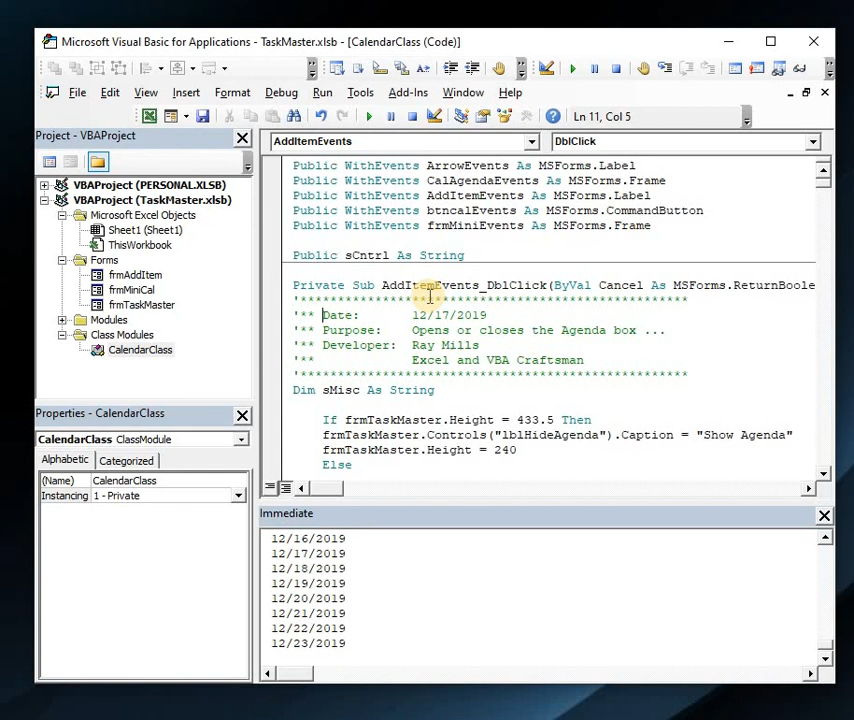 Microsoft Visual Basic for Applications - TaskMaster.xlsb - [CalendarClass (Code)]
File Edit View Insert Format Debug Run Tools Add-Ins Window Help
Ln 11, Col 5
Project - VBAProject
VBAProject (PERSONAL.XLSB)
VBAProject (TaskMaster.xlsb)
Microsoft Excel Objects
Sheet1 (Sheet1)
ThisWorkbook
Forms
frmAddItem
frmMiniCal
frmTaskMaster
Modules
Class Modules
CalendarClass
Properties - CalendarClass
CalendarClass ClassModule
Alphabetic Categorized
(Name) CalendarClass
Instancing 1 - Private
AddItemEvents DblClick
Public WithEvents ArrowEvents As MSForms.Label
Public WithEvents CalAgendaEvents As MSForms.Frame
Public WithEvents AddItemEvents As MSForms.Label
Public WithEvents btncalEvents As MSForms.CommandButton
Public WithEvents frmMiniEvents As MSForms.Frame
Public sCntrl As String
Private Sub AddItemEvents_DblClick(ByVal Cancel As MSForms.ReturnBoole
'*****************************************************
'** Date: 12/17/2019
'** Purpose: Opens or closes the Agenda box ...
'** Developer: Ray Mills
'** Excel and VBA Craftsman
'*****************************************************
Dim sMisc As String
If frmTaskMaster.Height = 433.5 Then
frmTaskMaster.Controls("lblHideAgenda").Caption = "Show Agenda"
frmTaskMaster.Height = 240
Else
Immediate
12/16/2019
12/17/2019
12/18/2019
12/19/2019
12/20/2019
12/21/2019
12/22/2019
12/23/2019